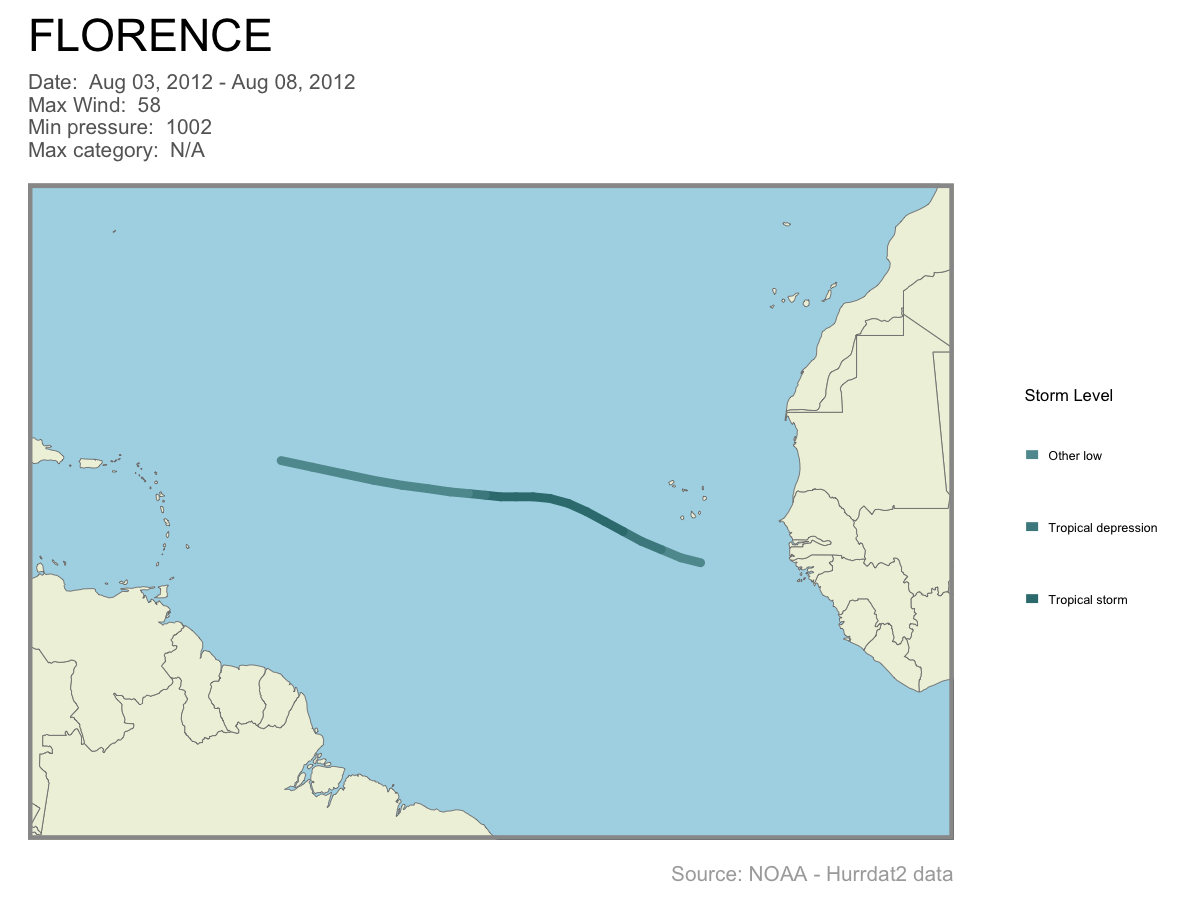 FLORENCE
Date:  Aug 03, 2012 - Aug 08, 2012
Max Wind:  58
Min pressure:  1002
Max category:  N/A
Storm Level
Other low
Tropical depression
Tropical storm
Source: NOAA - Hurrdat2 data